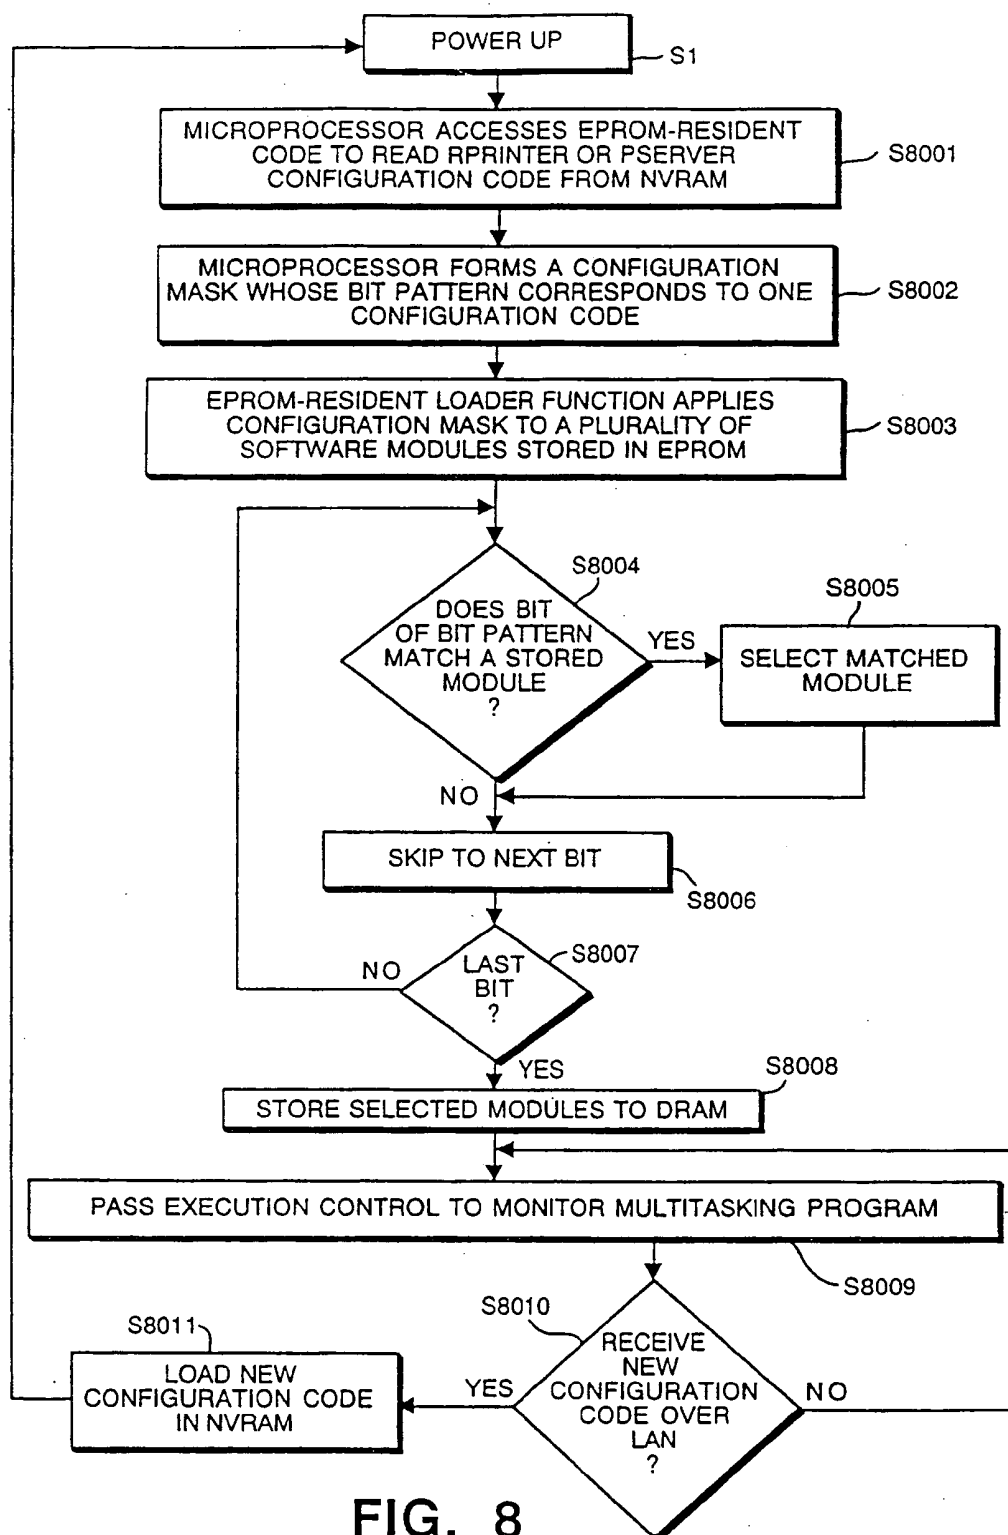 POWER UP
S1
MICROPROCESSOR ACCESSES EPROM-RESIDENT
CODE TO READ RPRINTER OR PSERVER
CONFIGURATION CODE FROM NVRAM
S8001
MICROPROCESSOR FORMS A CONFIGURATION
MASK WHOSE BIT PATTERN CORRESPONDS TO ONE
CONFIGURATION CODE
S8002
EPROM-RESIDENT LOADER FUNCTION APPLIES
CONFIGURATION MASK TO A PLURALITY OF
SOFTWARE MODULES STORED IN EPROM
S8003
S8004
DOES BIT
OF BIT PATTERN
MATCH A STORED
MODULE
?
YES
S8005
SELECT MATCHED
MODULE
NO
SKIP TO NEXT BIT
S8006
S8007
LAST
BIT
?
NO
YES
S8008
STORE SELECTED MODULES TO DRAM
PASS EXECUTION CONTROL TO MONITOR MULTITASKING PROGRAM
S8009
S8010
RECEIVE
NEW
CONFIGURATION
CODE OVER
LAN
?
YES
NO
S8011
LOAD NEW
CONFIGURATION CODE
IN NVRAM
FIG. 8